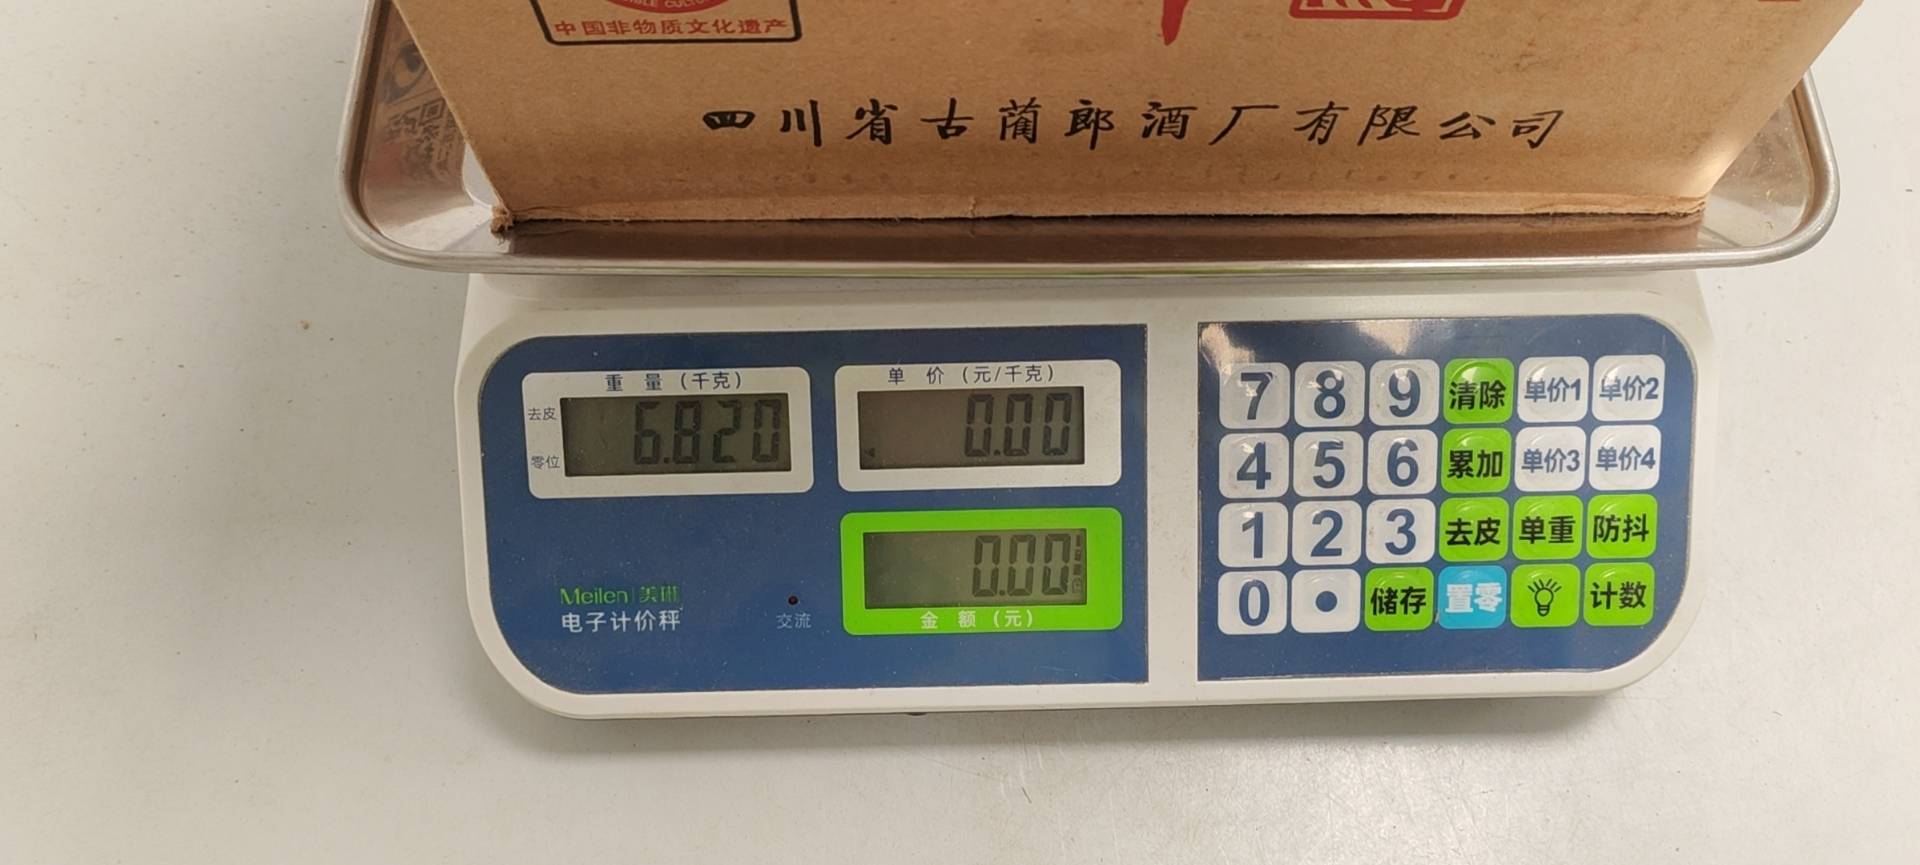 中国非物质文化遗产
四川省古蔺郎酒厂有限公司
重量(千克)
去皮
零位
6.820
单价(元/千克)
0.00
0.00
金额(元)
Meilen 美
电子计价秤
交流
7 8 9 清除 单价1 单价2
4 5 6 累加 单价3 单价4
1 2 3 去皮 单重 防抖
0 • 储存 置零 计数